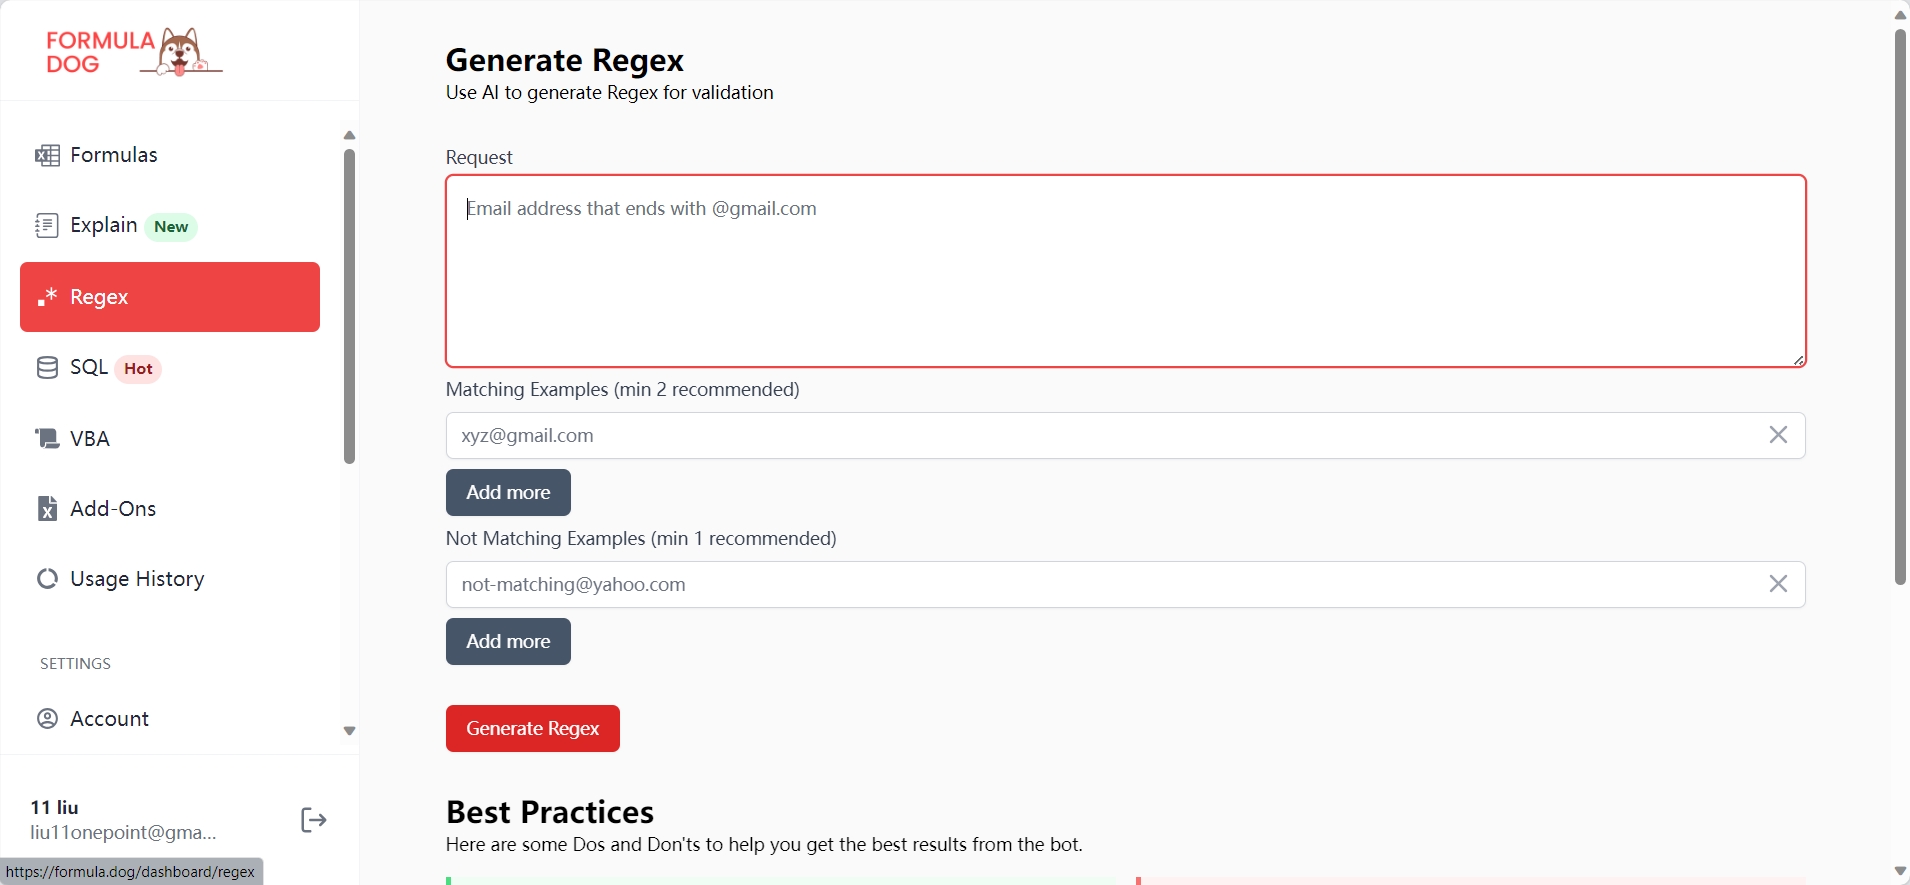 FORMULA
DOG
Formulas
Explain New
.* Regex
SQL Hot
VBA
Add-Ons
Usage History
SETTINGS
Account
11 liu
liu11onepoint@gma...
https://formula.dog/dashboard/regex
Generate Regex
Use AI to generate Regex for validation
Request
Email address that ends with @gmail.com
Matching Examples (min 2 recommended)
xyz@gmail.com
Add more
Not Matching Examples (min 1 recommended)
not-matching@yahoo.com
Add more
Generate Regex
Best Practices
Here are some Dos and Don'ts to help you get the best results from the bot.